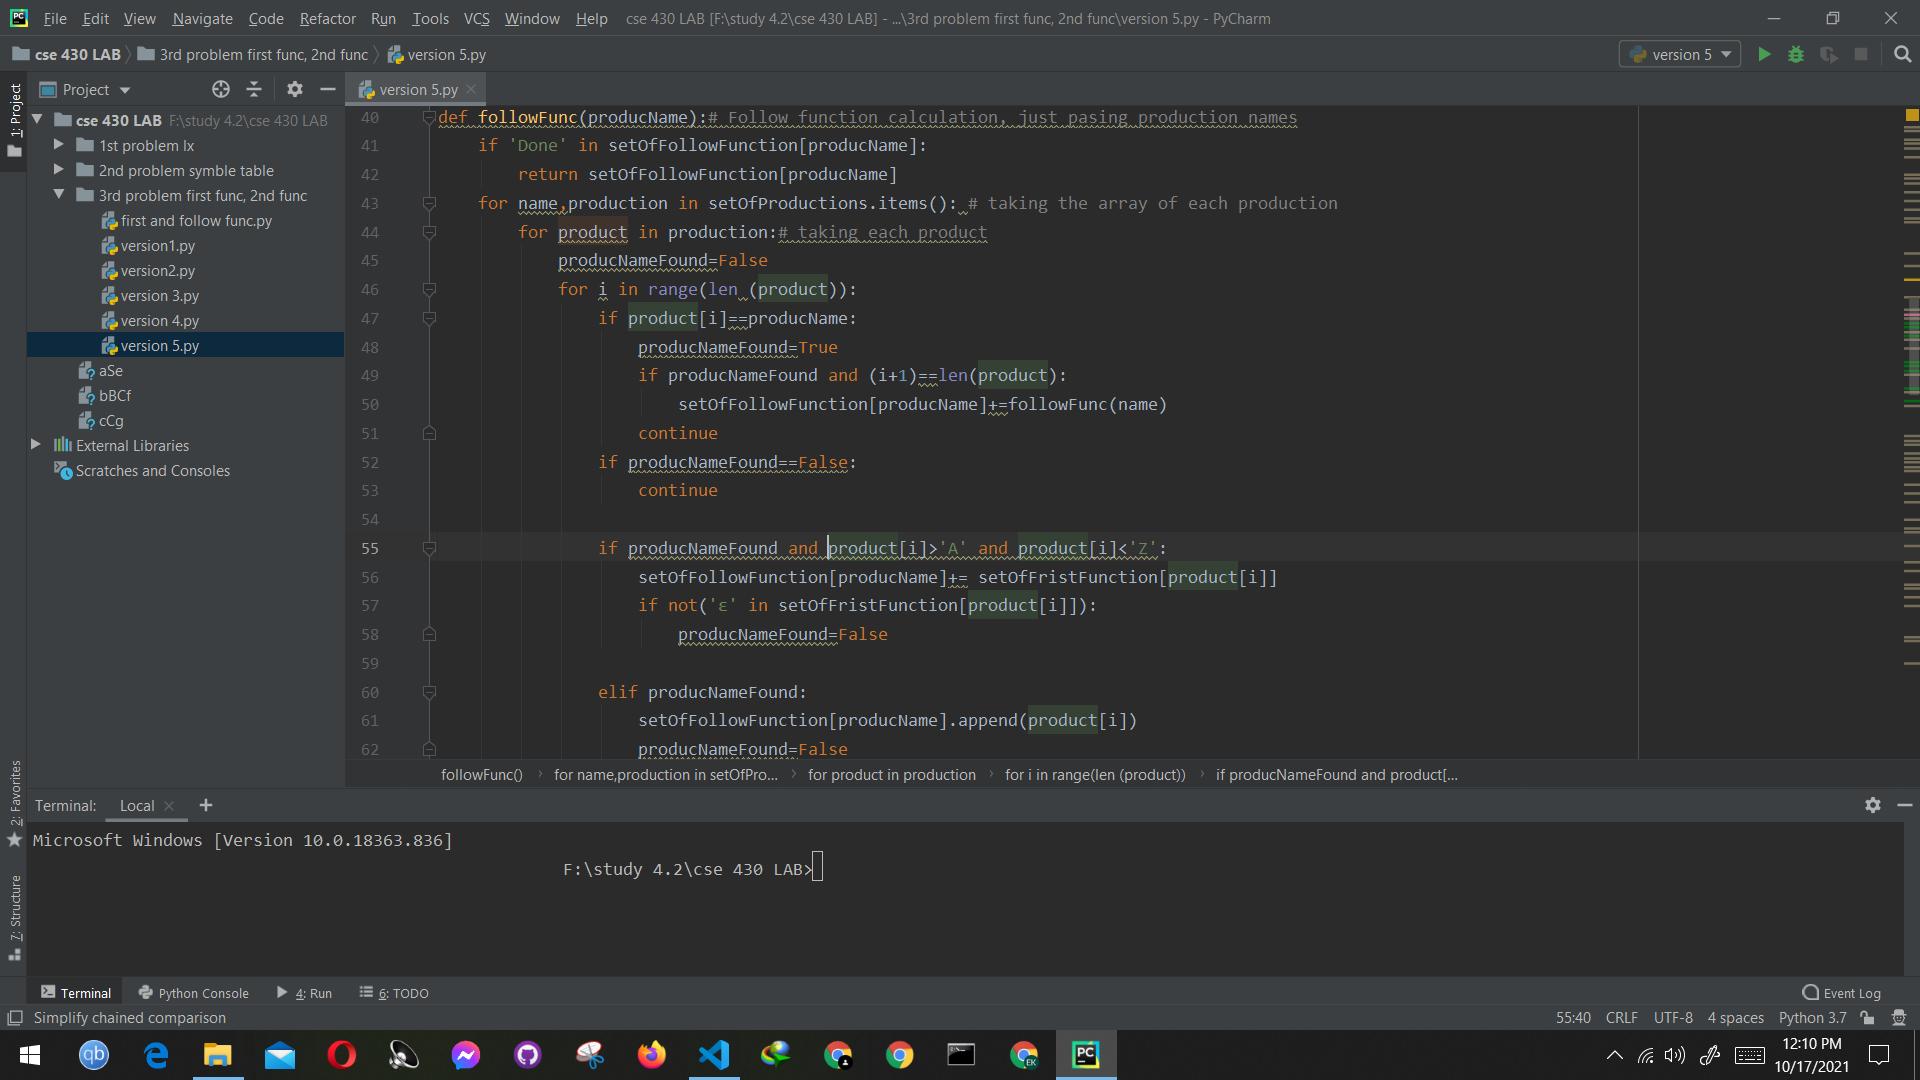 File Edit View Navigate Code Refactor Run Tools VCS Window Help cse 430 LAB [F:\study 4.2\cse 430 LAB] - ...\3rd problem first func, 2nd func\version 5.py - PyCharm
cse 430 LAB 3rd problem first func, 2nd func version 5.py
version 5
1: Project
Project
cse 430 LAB F:\study 4.2\cse 430 LAB
1st problem lx
2nd problem symble table
3rd problem first func, 2nd func
first and follow func.py
version1.py
version2.py
version 3.py
version 4.py
version 5.py
aSe
bBCf
cCg
External Libraries
Scratches and Consoles
2: Favorites
7: Structure
version 5.py
40 def followFunc(producName):# Follow function calculation, just pasing production names
41 if 'Done' in setOfFollowFunction[producName]:
42 return setOfFollowFunction[producName]
43 for name,production in setOfProductions.items(): # taking the array of each production
44 for product in production:# taking each product
45 producNameFound=False
46 for i in range(len (product)):
47 if product[i]==producName:
48 producNameFound=True
49 if producNameFound and (i+1)==len(product):
50 setOfFollowFunction[producName]+=followFunc(name)
51 continue
52 if producNameFound==False:
53 continue
54
55 if producNameFound and product[i]>'A' and product[i]<'Z':
56 setOfFollowFunction[producName]+= setOfFristFunction[product[i]]
57 if not('ε' in setOfFristFunction[product[i]]):
58 producNameFound=False
59
60 elif producNameFound:
61 setOfFollowFunction[producName].append(product[i])
62 producNameFound=False
followFunc() for name,production in setOfPro... for product in production for i in range(len (product)) if producNameFound and product[...
Terminal: Local +
Microsoft Windows [Version 10.0.18363.836]
F:\study 4.2\cse 430 LAB>
Terminal Python Console 4: Run 6: TODO Event Log
Simplify chained comparison 55:40 CRLF UTF-8 4 spaces Python 3.7
qb
EK
PC
12:10 PM
10/17/2021